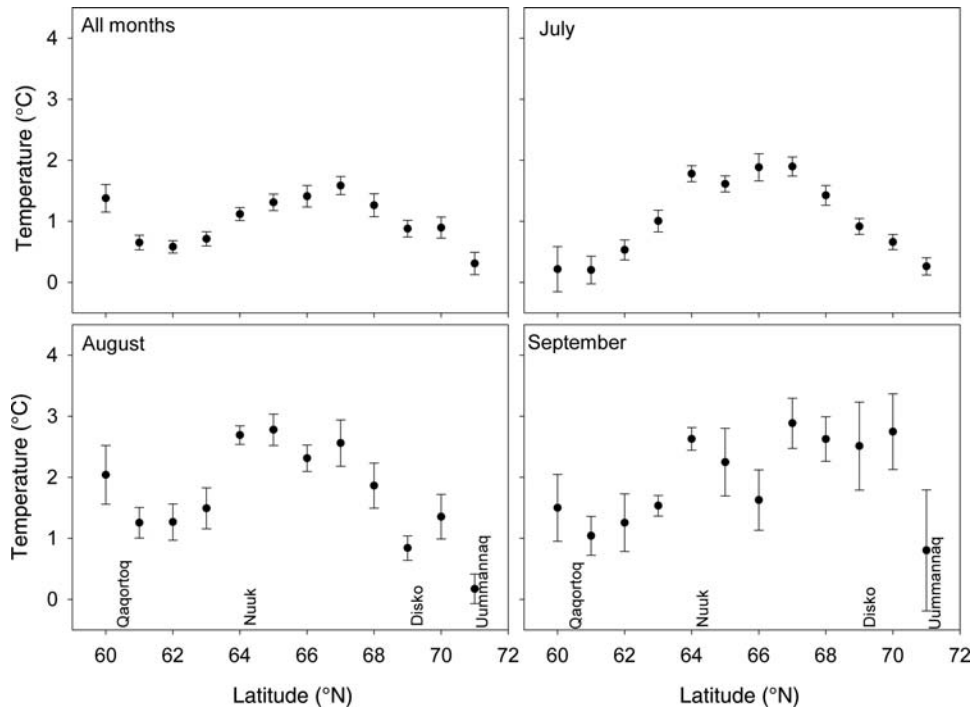 All months
July
4
3
2
1
0
Temperature (°C)
August
September
4
3
2
1
0
Temperature (°C)
Qaqortoq
Nuuk
Disko
Uummannaq
Qaqortoq
Nuuk
Disko
Uummannaq
60 62 64 66 68 70 72 60 62 64 66 68 70 72
Latitude (°N) Latitude (°N)